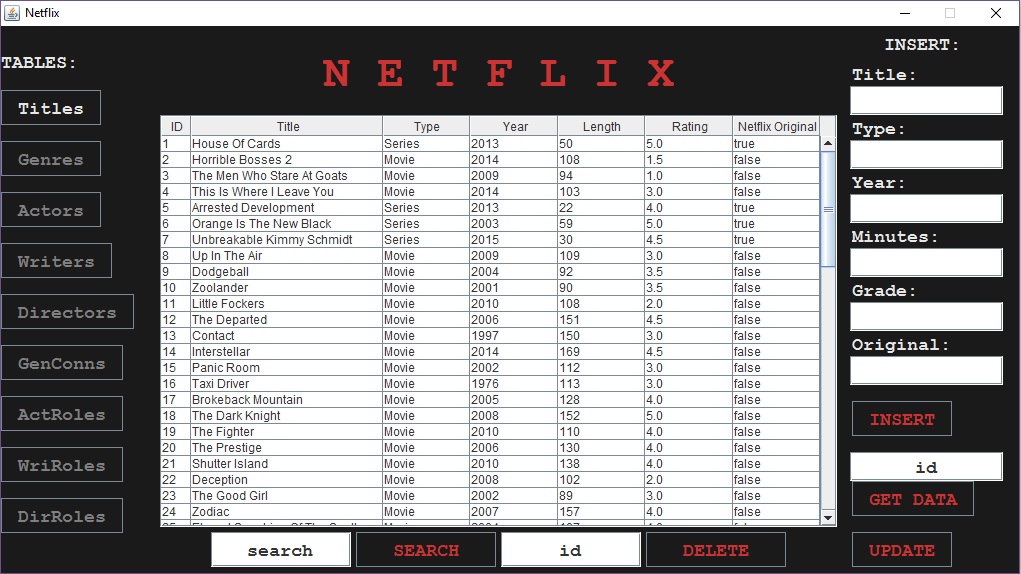 Netflix
TABLES:
Titles
Genres
Actors
Writers
Directors
GenConns
ActRoles
WriRoles
DirRoles
N E T F L I X
ID Title Type Year Length Rating Netflix Original
1 House Of Cards Series 2013 50 5.0 true
2 Horrible Bosses 2 Movie 2014 108 1.5 false
3 The Men Who Stare At Goats Movie 2009 94 1.0 false
4 This Is Where I Leave You Movie 2014 103 3.0 false
5 Arrested Development Series 2013 22 4.0 true
6 Orange Is The New Black Series 2003 59 5.0 true
7 Unbreakable Kimmy Schmidt Series 2015 30 4.5 true
8 Up In The Air Movie 2009 109 3.0 false
9 Dodgeball Movie 2004 92 3.5 false
10 Zoolander Movie 2001 90 3.5 false
11 Little Fockers Movie 2010 108 2.0 false
12 The Departed Movie 2006 151 4.5 false
13 Contact Movie 1997 150 3.0 false
14 Interstellar Movie 2014 169 4.5 false
15 Panic Room Movie 2002 112 3.0 false
16 Taxi Driver Movie 1976 113 3.0 false
17 Brokeback Mountain Movie 2005 128 4.0 false
18 The Dark Knight Movie 2008 152 5.0 false
19 The Fighter Movie 2010 110 4.0 false
20 The Prestige Movie 2006 130 4.0 false
21 Shutter Island Movie 2010 138 4.0 false
22 Deception Movie 2008 102 2.0 false
23 The Good Girl Movie 2002 89 3.0 false
24 Zodiac Movie 2007 157 4.0 false
search
SEARCH
id
DELETE
INSERT:
Title:
Type:
Year:
Minutes:
Grade:
Original:
INSERT
id
GET DATA
UPDATE